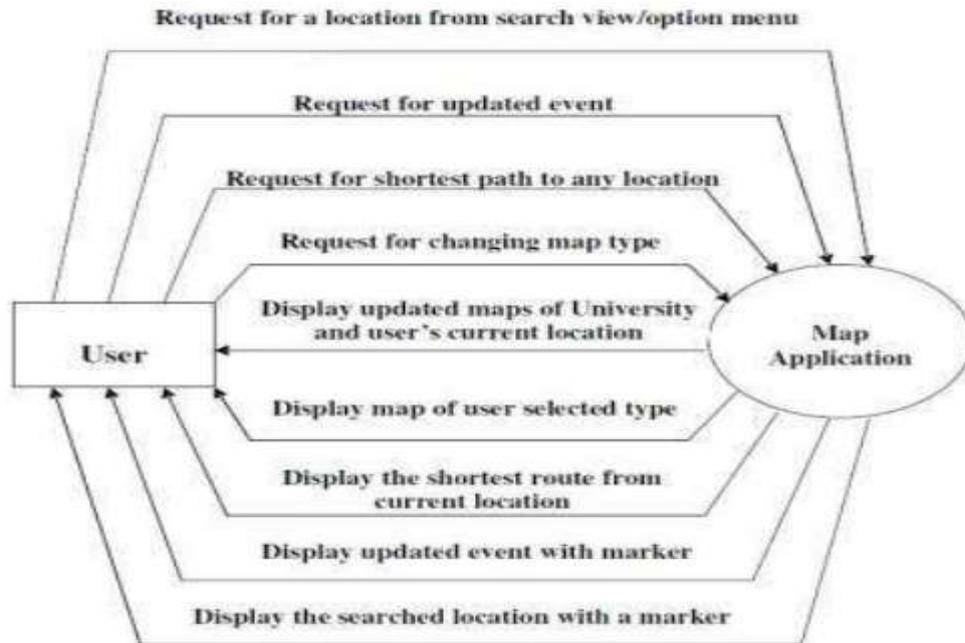 Request for a location from search view/option menu
Request for updated event
Request for shortest path to any location
Request for changing map type
Display updated maps of University
and user's current location
User
Map
Application
Display map of user selected type
Display the shortest route from
current location
Display updated event with marker
Display the searched location with a marker